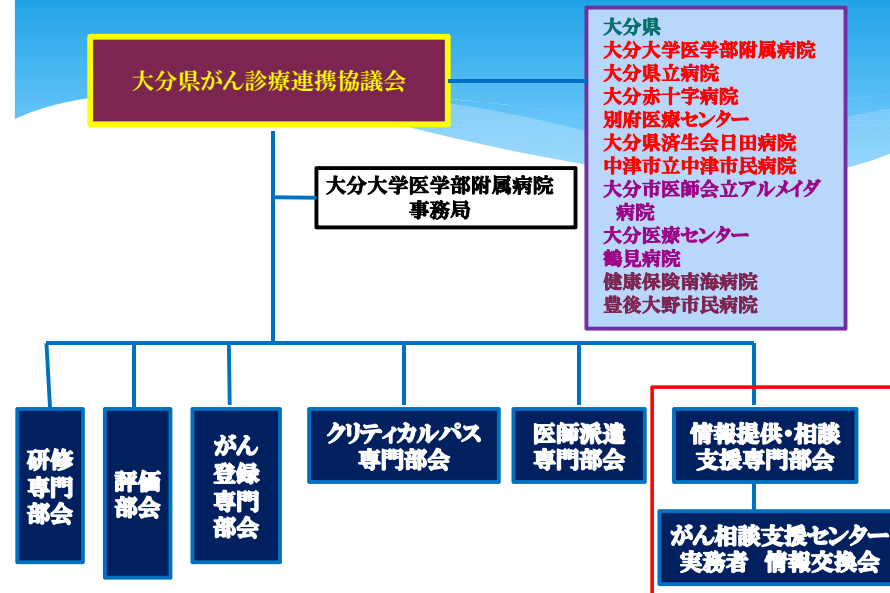 大分県がん診療連携協議会
大分県
大分大学医学部附属病院
大分県立病院
大分赤十字病院
別府医療センター
大分県済生会日田病院
中津市立中津市民病院
大分市医師会立アルメイダ
病院
大分医療センター
鶴見病院
健康保険南海病院
豊後大野市民病院
大分大学医学部附属病院
事務局
研修
専門
部会
評価
部会
がん
登録
専門
部会
クリティカルパス
専門部会
医師派遣
専門部会
情報提供・相談
支援専門部会
がん相談支援センター
実務者 情報交換会